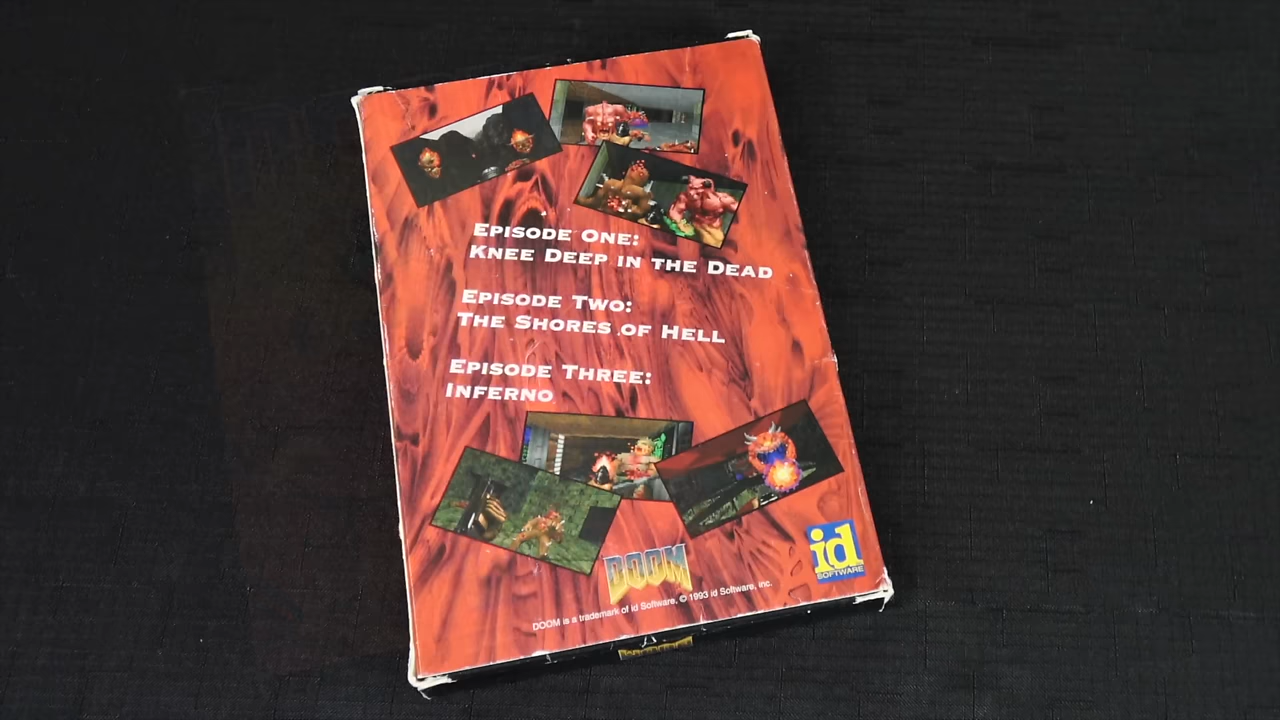 EPISODE ONE:
KNEE DEEP IN THE DEAD
EPISODE TWO:
THE SHORES OF HELL
EPISODE THREE:
INFERNO
DOOM
id
SOFTWARE
DOOM is a trademark of id Software, © 1993 id Software, inc.